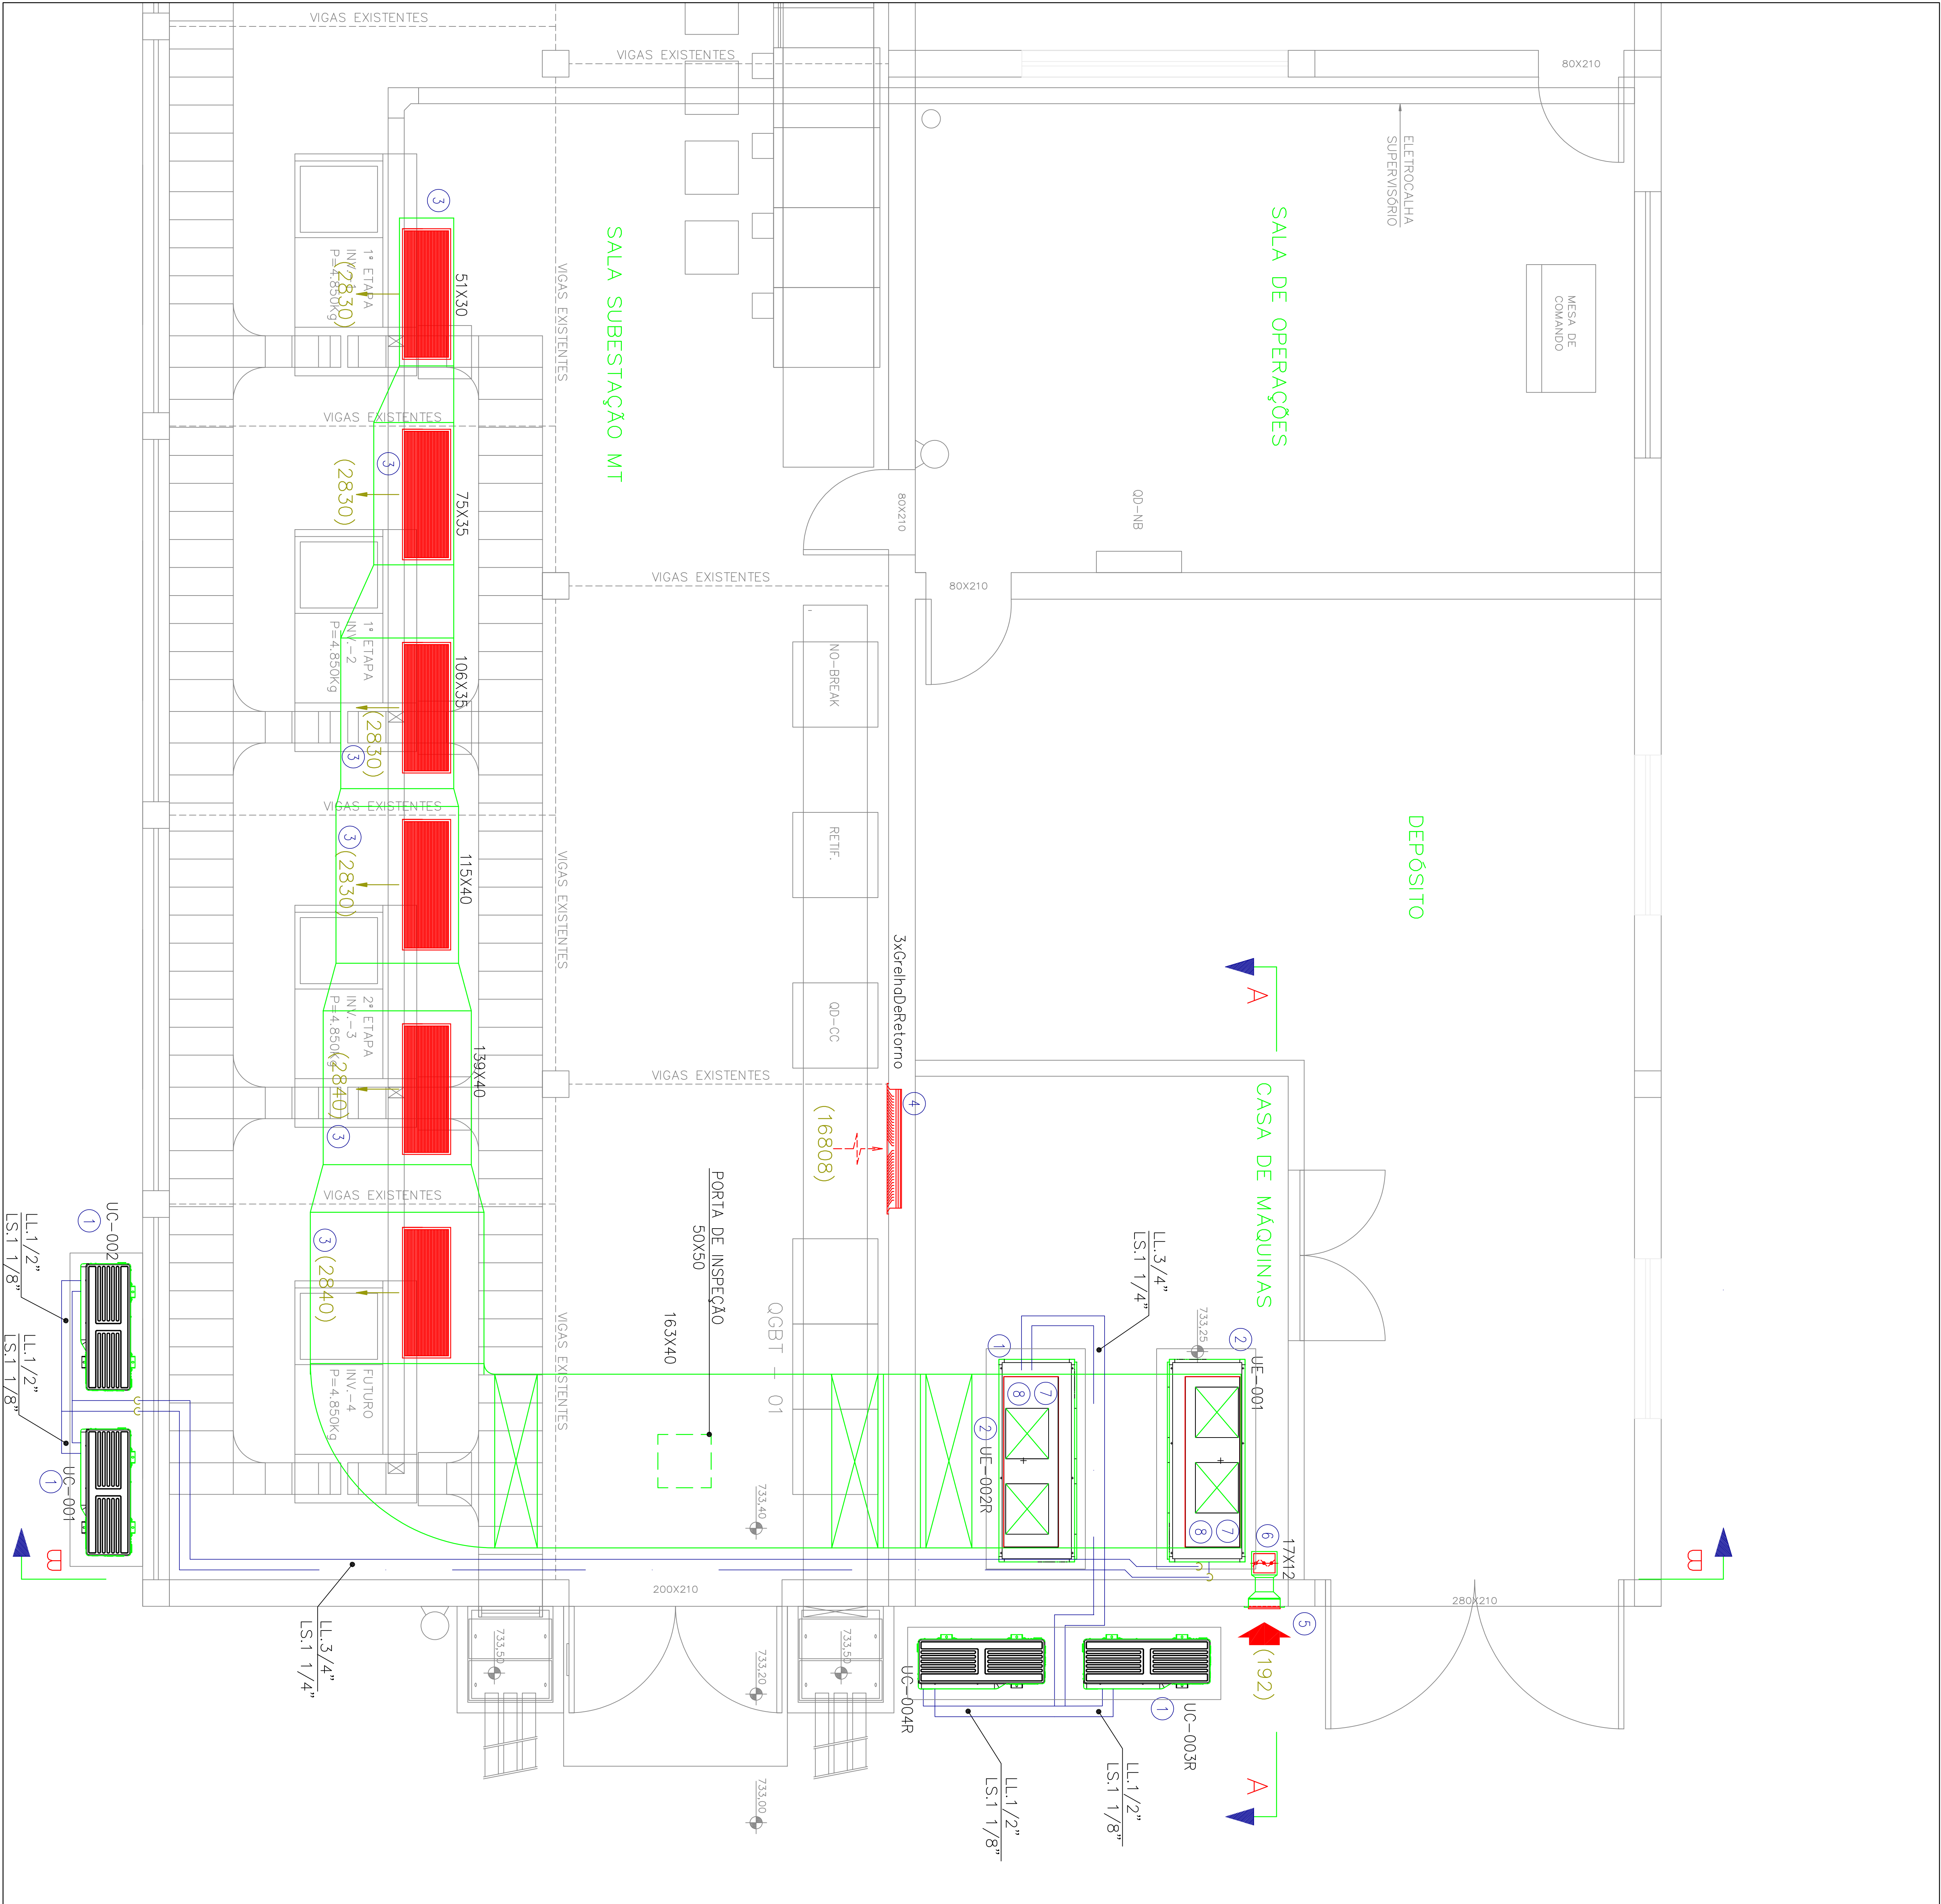 VIGAS EXISTENTES
VIGAS EXISTENTES
80X210
ELETROCALHA
SUPERVISÓRIO
MESA DE
COMANDO
SALA DE OPERAÇÕES
SALA SUBESTAÇÃO MT
VIGAS EXISTENTES
3
51X30
1ª ETAPA
INV.-1
P=4.850Kg
(2830)
VIGAS EXISTENTES
3
75X35
(2830)
80X210
QD-NB
80X210
VIGAS EXISTENTES
1ª ETAPA
INV.-2
P=4.850Kg
106X35
(2830)
3
NO-BREAK
VIGAS EXISTENTES
3
115X40
(2830)
VIGAS EXISTENTES
RETIF.
DEPÓSITO
3xGrelhaDeRetorno
QD-CC
2ª ETAPA
INV.-3
P=4.850Kg
139X40
(2840)
3
VIGAS EXISTENTES
4
(16808)
A
CASA DE MÁQUINAS
VIGAS EXISTENTES
PORTA DE INSPEÇÃO
50X50
163X40
QGBT - 01
3
(2840)
VIGAS EXISTENTES
FUTURO
INV.-4
P=4.850Kg
LL.3/4"
LS.1 1/4"
733,25
2
UE-001
1
7
8
2
UE-002R
7
8
6
17X12
5
(192)
UC-002
1
LL.1/2"
LS.1 1/8"
LL.1/2"
LS.1 1/8"
UC-001
1
B
B
733,40
200X210
280X210
LL.3/4"
LS.1 1/4"
733,50
733,20
733,50
733,00
UC-004R
UC-003R
1
LL.1/2"
LS.1 1/8"
LL.1/2"
LS.1 1/8"
A